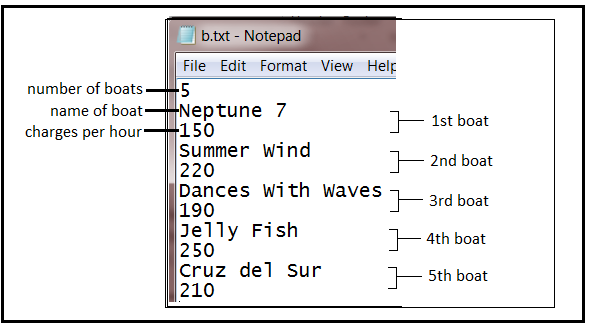 b.txt - Notepad
File Edit Format View Help
number of boats 5
name of boat Neptune 7
charges per hour 150
1st boat
Summer Wind
220
2nd boat
Dances With Waves
190
3rd boat
Jelly Fish
250
4th boat
Cruz del Sur
210
5th boat